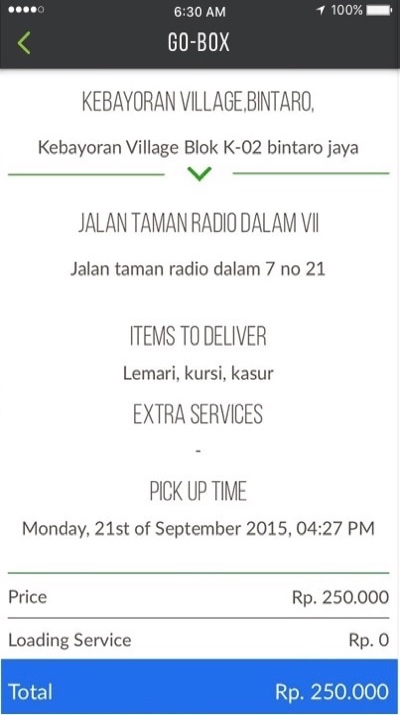 6:30 AM
100%
GO-BOX
KEBAYORAN VILLAGE,BINTARO,
Kebayoran Village Blok K-02 bintaro jaya
JALAN TAMAN RADIO DALAM VII
Jalan taman radio dalam 7 no 21
ITEMS TO DELIVER
Lemari, kursi, kasur
EXTRA SERVICES
-
PICK UP TIME
Monday, 21st of September 2015, 04:27 PM
Price Rp. 250.000
Loading Service Rp. 0
Total Rp. 250.000